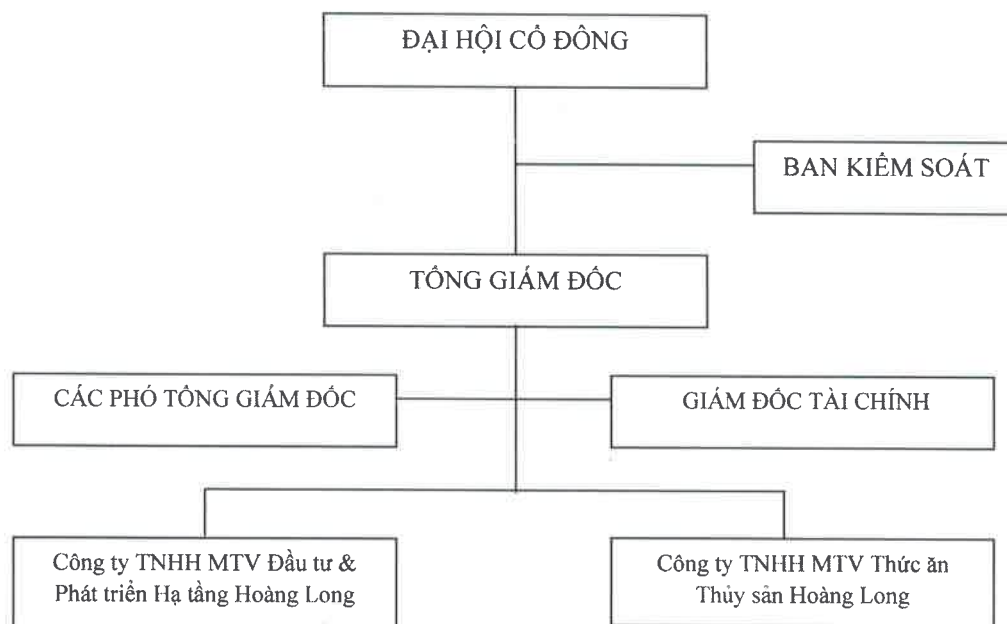 ĐẠI HỘI CỔ ĐÔNG
BAN KIỂM SOÁT
TỔNG GIÁM ĐỐC
CÁC PHÓ TỔNG GIÁM ĐỐC
GIÁM ĐỐC TÀI CHÍNH
Công ty TNHH MTV Đầu tư &
Phát triển Hạ tầng Hoàng Long
Công ty TNHH MTV Thức ăn
Thủy sản Hoàng Long